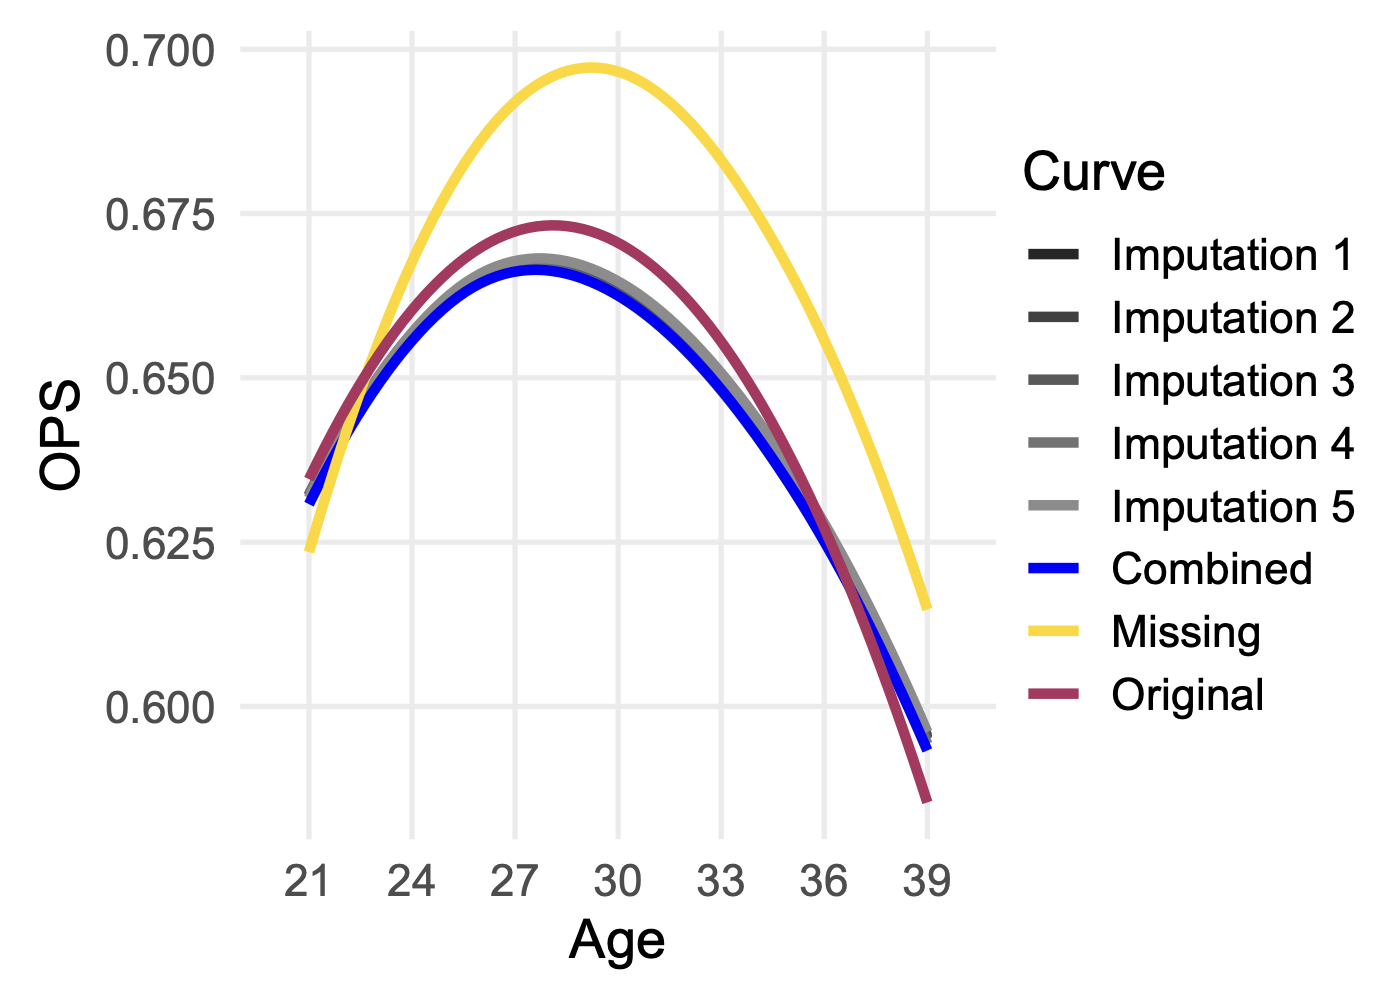 0.700
0.675
0.650
0.625
0.600
OPS
21 24 27 30 33 36 39
Age
Curve
Imputation 1
Imputation 2
Imputation 3
Imputation 4
Imputation 5
Combined
Missing
Original